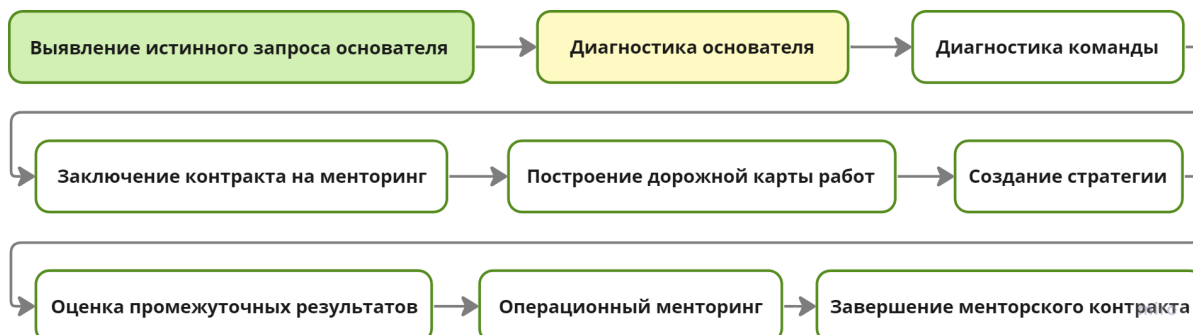 Выявление истинного запроса основателя
Диагностика основателя
Диагностика команды
Заключение контракта на менторинг
Построение дорожной карты работ
Создание стратегии
Оценка промежуточных результатов
Операционный менторинг
Завершение менторского контракта
miro